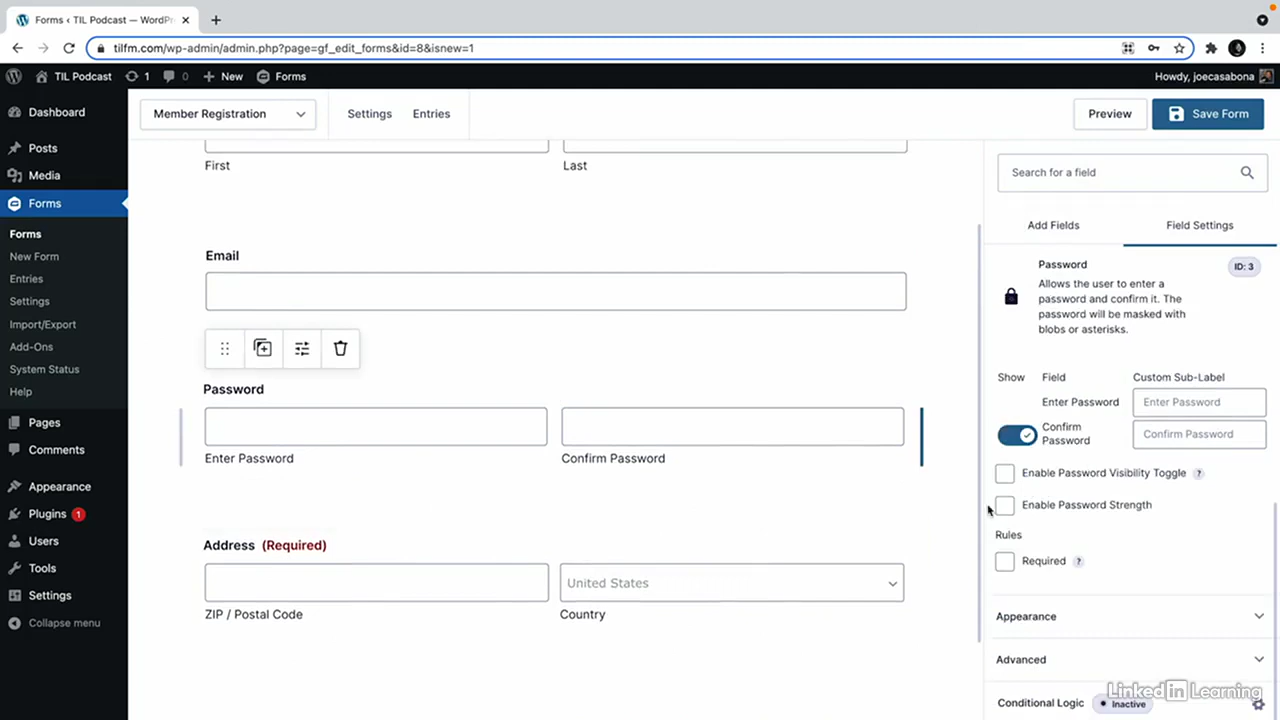 Forms ‹ TIL Podcast — WordPr
tilfm.com/wp-admin/admin.php?page=gf_edit_forms&id=8&isnew=1
TIL Podcast
1
0
New
Forms
Howdy, joecasabona
Dashboard
Posts
Media
Forms
Forms
New Form
Entries
Settings
Import/Export
Add-Ons
System Status
Help
Pages
Comments
Appearance
Plugins 1
Users
Tools
Settings
Collapse menu
Member Registration
Settings
Entries
Preview
Save Form
First
Last
Email
Password
Enter Password
Confirm Password
Address (Required)
United States
ZIP / Postal Code
Country
Search for a field
Add Fields
Field Settings
Password
ID: 3
Allows the user to enter a
password and confirm it. The
password will be masked with
blobs or asterisks.
Show Field Custom Sub-Label
Enter Password Enter Password
Confirm
Password
Confirm Password
Enable Password Visibility Toggle ?
Enable Password Strength
Rules
Required ?
Appearance
Advanced
Conditional Logic Inactive
LinkedIn Learning